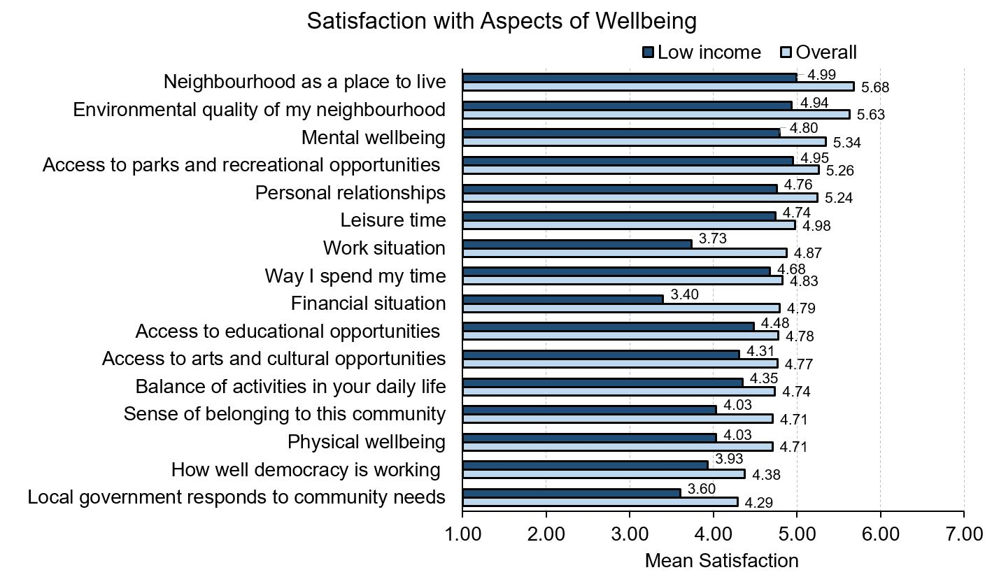 Satisfaction with Aspects of Wellbeing
Low income Overall
Neighbourhood as a place to live 4.99 5.68
Environmental quality of my neighbourhood 4.94 5.63
Mental wellbeing 4.80 5.34
Access to parks and recreational opportunities 4.95 5.26
Personal relationships 4.76 5.24
Leisure time 4.74 4.98
Work situation 3.73 4.87
Way I spend my time 4.68 4.83
Financial situation 3.40 4.79
Access to educational opportunities 4.48 4.78
Access to arts and cultural opportunities 4.31 4.77
Balance of activities in your daily life 4.35 4.74
Sense of belonging to this community 4.03 4.71
Physical wellbeing 4.03 4.71
How well democracy is working 3.93 4.38
Local government responds to community needs 3.60 4.29
1.00 2.00 3.00 4.00 5.00 6.00 7.00
Mean Satisfaction